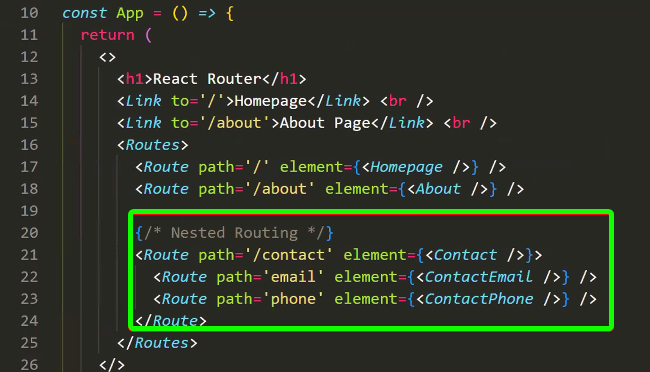 10 const App = () => {
11 return (
12 <>
13 <h1>React Router</h1>
14 <Link to='/'>Homepage</Link> <br />
15 <Link to='/about'>About Page</Link> <br />
16 <Routes>
17 <Route path='/' element={<Homepage />} />
18 <Route path='/about' element={<About />} />
19
20 {/* Nested Routing */}
21 <Route path='/contact' element={<Contact />}>
22 <Route path='email' element={<ContactEmail />} />
23 <Route path='phone' element={<ContactPhone />} />
24 </Route>
25 </Routes>
26 </>